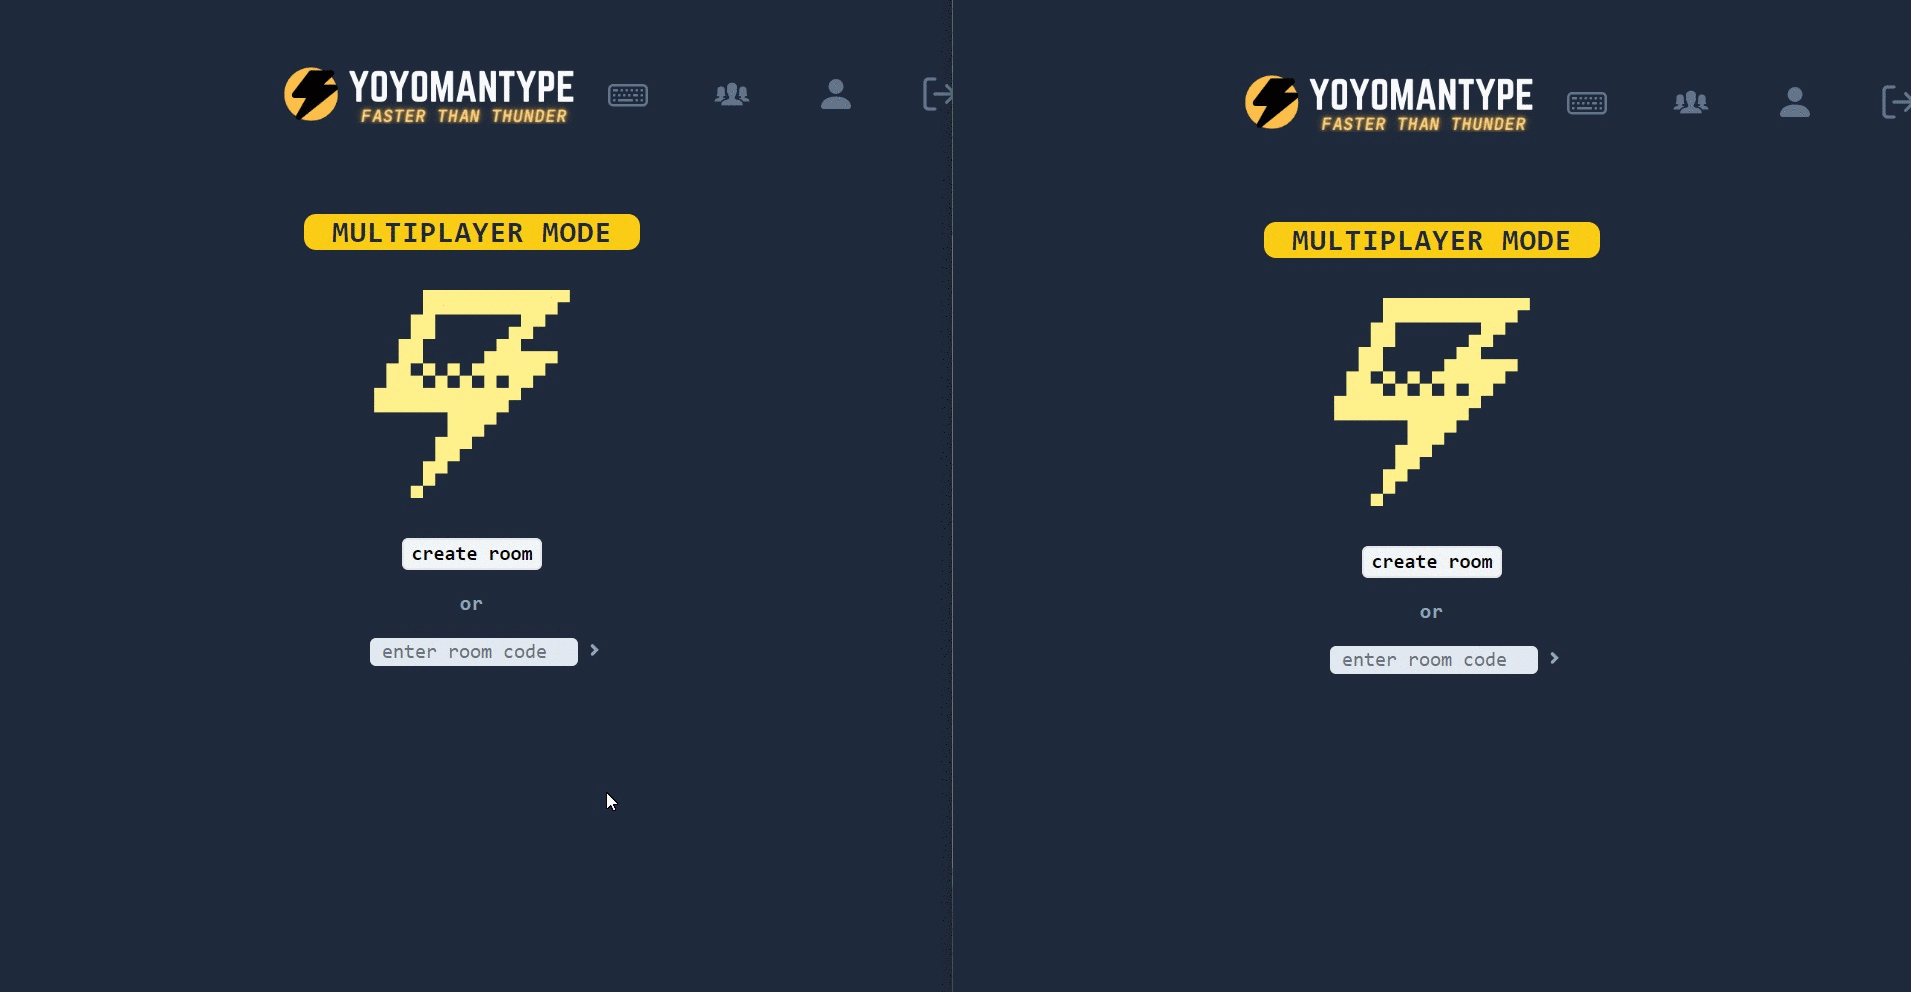 YOYOMANTYPE
FASTER THAN THUNDER
MULTIPLAYER MODE
create room
or
enter room code
YOYOMANTYPE
FASTER THAN THUNDER
MULTIPLAYER MODE
create room
or
enter room code